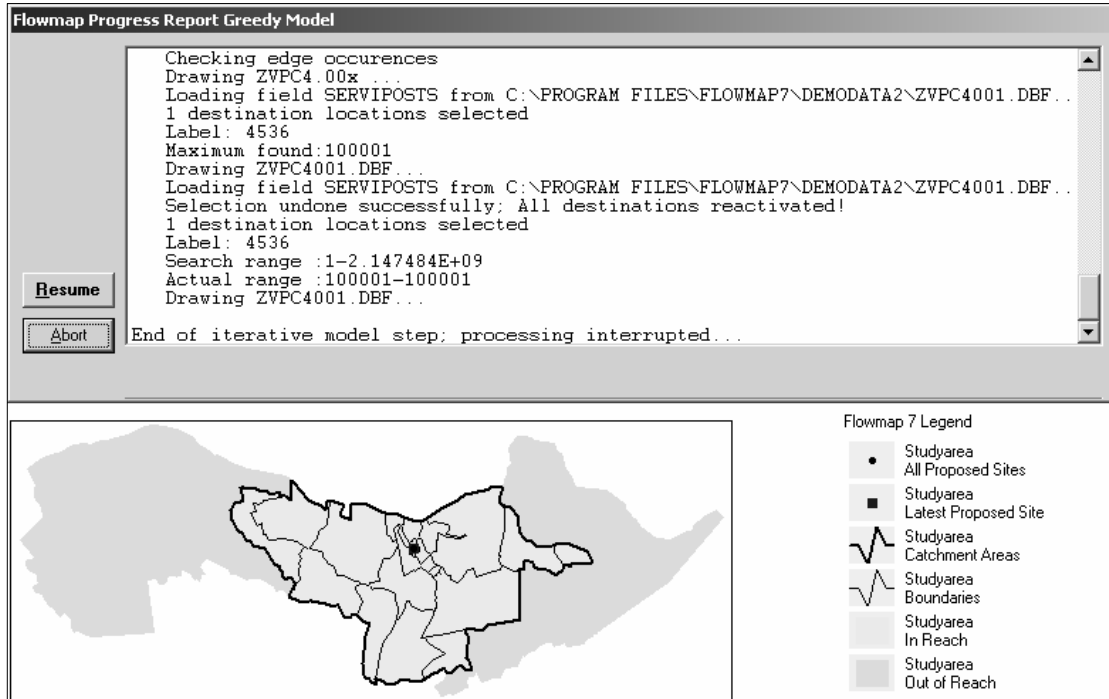 Flowmap Progress Report Greedy Model
Checking edge occurences
Drawing ZVPC4.00x ...
Loading field SERVIPOSTS from C:\PROGRAM FILES\FLOWMAP7\DEMODATA2\ZVPC4001.DBF..
1 destination locations selected
Label: 4536
Maximum found:100001
Drawing ZVPC4001.DBF...
Loading field SERVIPOSTS from C:\PROGRAM FILES\FLOWMAP7\DEMODATA2\ZVPC4001.DBF..
Selection undone successfully; All destinations reactivated!
1 destination locations selected
Label: 4536
Search range :1-2.147484E+09
Actual range :100001-100001
Drawing ZVPC4001.DBF...
End of iterative model step; processing interrupted...
Resume
Abort
Flowmap 7 Legend
Studyarea
All Proposed Sites
Studyarea
Latest Proposed Site
Studyarea
Catchment Areas
Studyarea
Boundaries
Studyarea
In Reach
Studyarea
Out of Reach